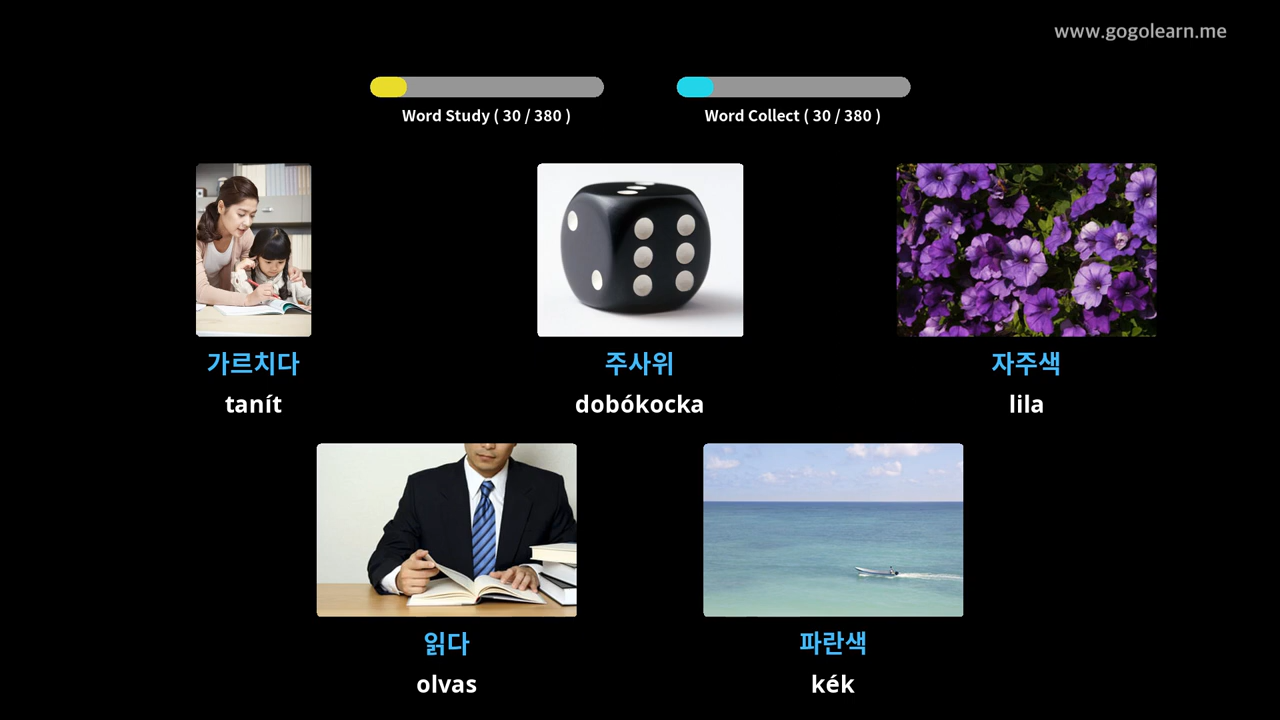 www.gogolearn.me
Word Study ( 30 / 380 )
Word Collect ( 30 / 380 )
가르치다
tanít
주사위
dobókocka
자주색
lila
읽다
olvas
파란색
kék